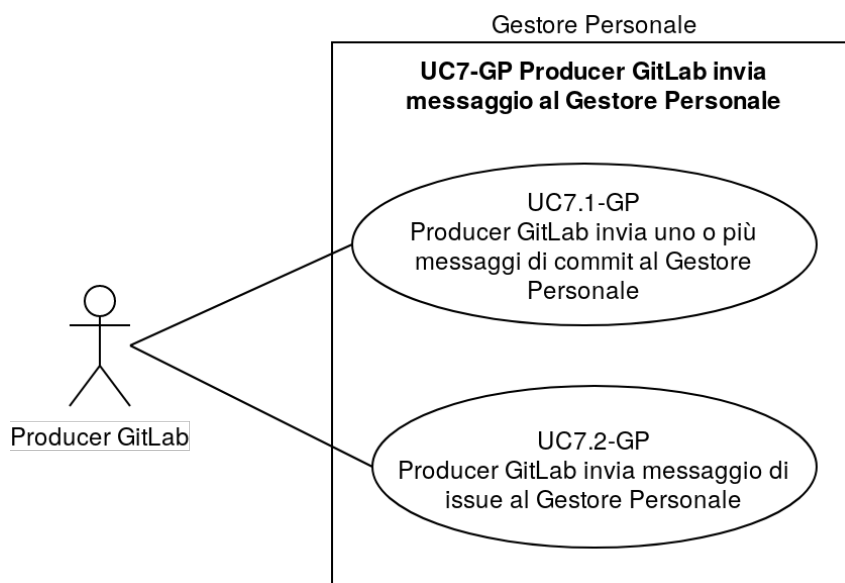 Gestore Personale
UC7-GP Producer GitLab invia
messaggio al Gestore Personale
UC7.1-GP
Producer GitLab invia uno o più
messaggi di commit al Gestore
Personale
Producer GitLab
UC7.2-GP
Producer GitLab invia messaggio di
issue al Gestore Personale